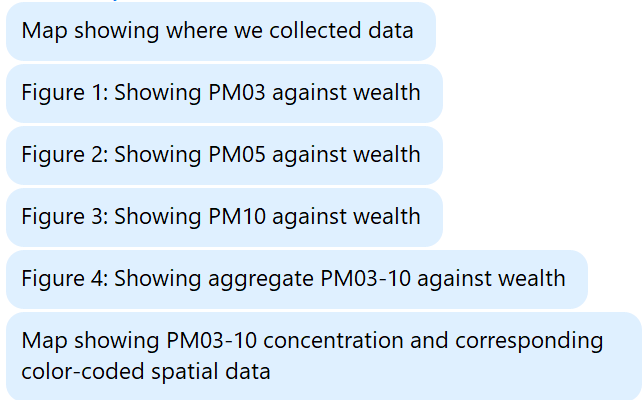 Map showing where we collected data
Figure 1: Showing PM03 against wealth
Figure 2: Showing PM05 against wealth
Figure 3: Showing PM10 against wealth
Figure 4: Showing aggregate PM03-10 against wealth
Map showing PM03-10 concentration and corresponding
color-coded spatial data